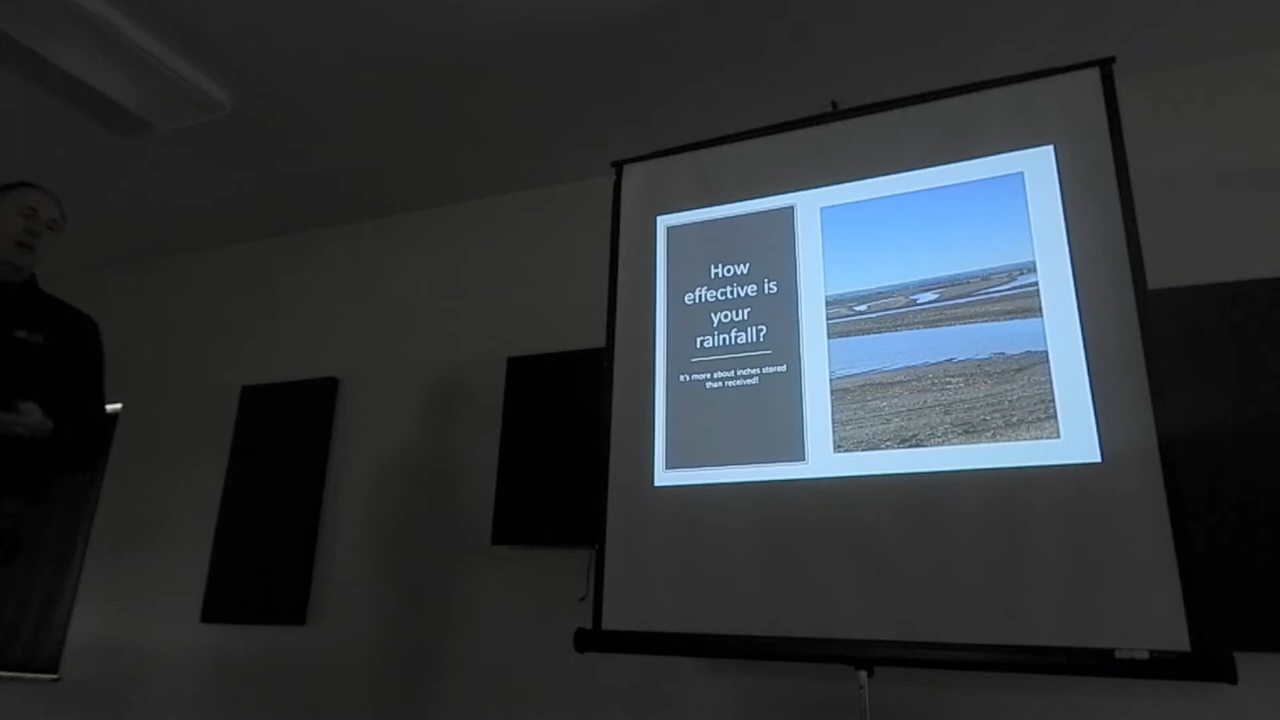 How
effective is
your
rainfall?
It's more about inches stored
than received!